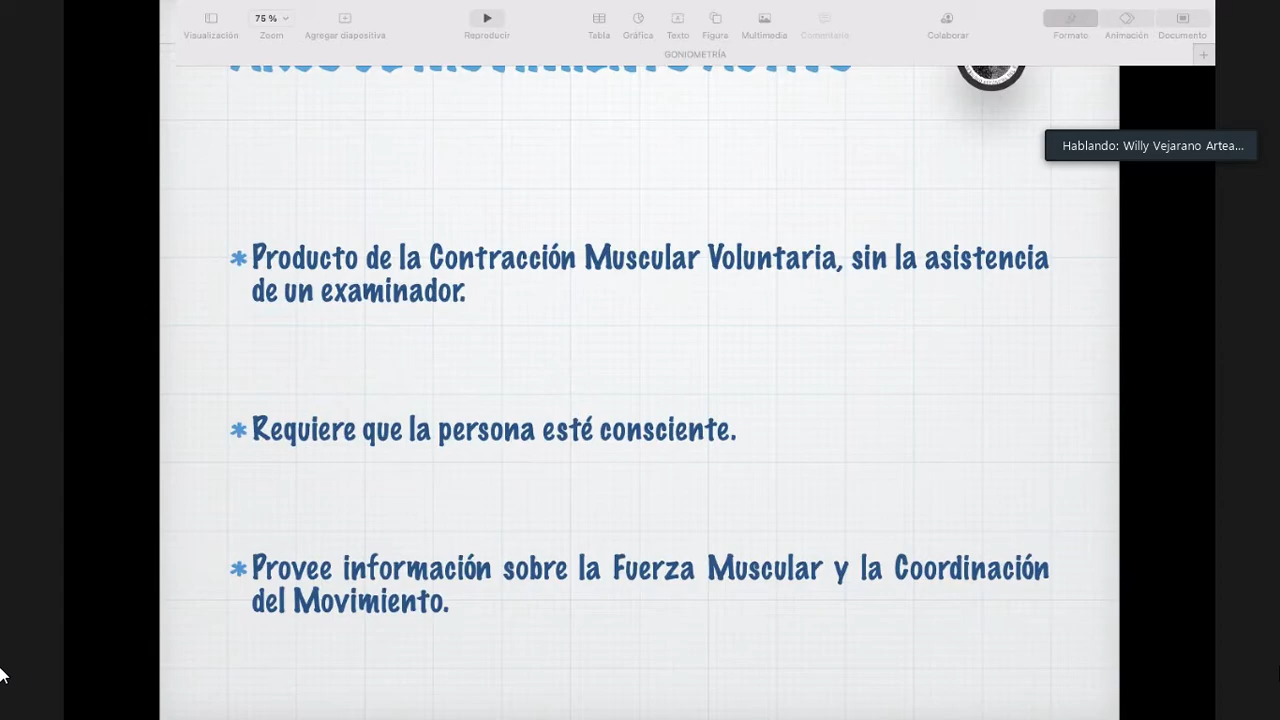 75 %
Visualización Zoom Agregar diapositiva Reproducir Tabla Gráfica Texto Figura Multimedia Comentario Colaborar Formato Animación Documento
GONIOMETRÍA
Hablando: Willy Vejarano Artea...
* Producto de la Contracción Muscular Voluntaria, sin la asistencia
de un examinador.
* Requiere que la persona esté consciente.
* Provee información sobre la Fuerza Muscular y la Coordinación
del Movimiento.